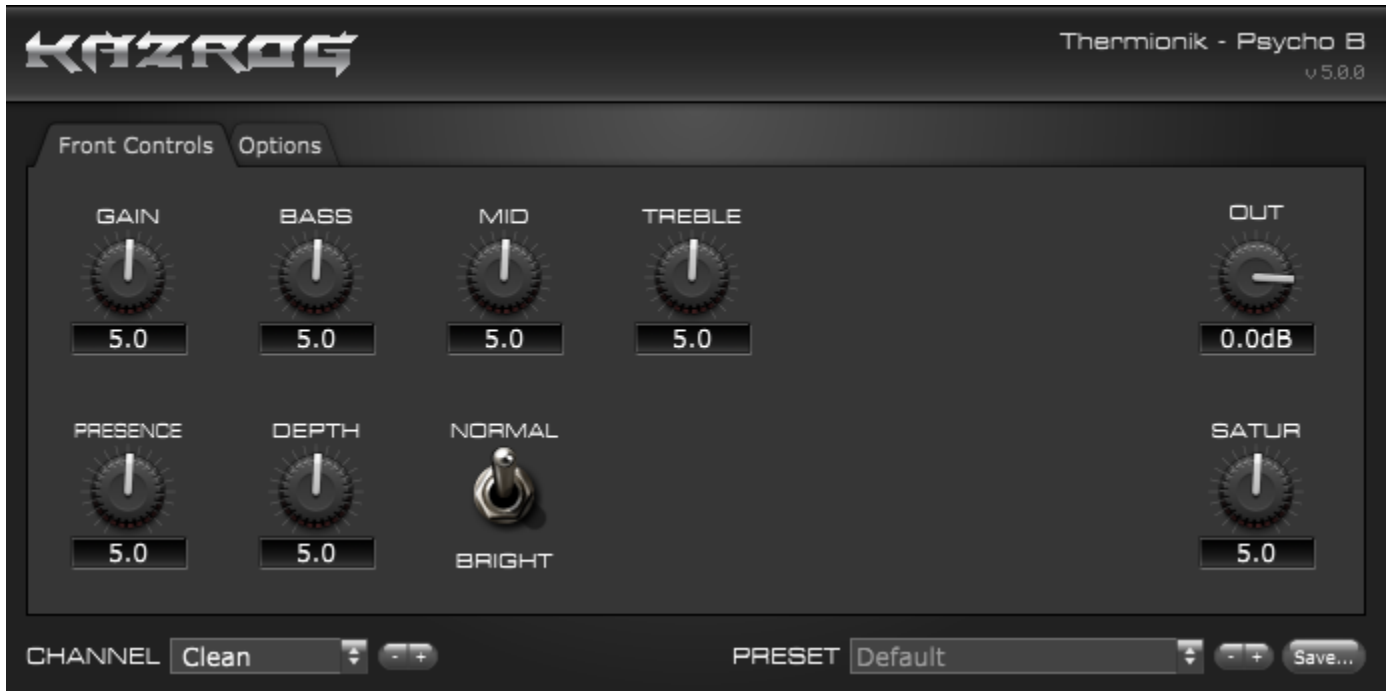 KAZROG
Thermionik - Psycho B
v 5.0.0
Front Controls Options
GAIN BASS MID TREBLE OUT
5.0 5.0 5.0 5.0 0.0dB
PRESENCE DEPTH NORMAL SATUR
5.0 5.0 BRIGHT 5.0
CHANNEL Clean - + PRESET Default - + Save...